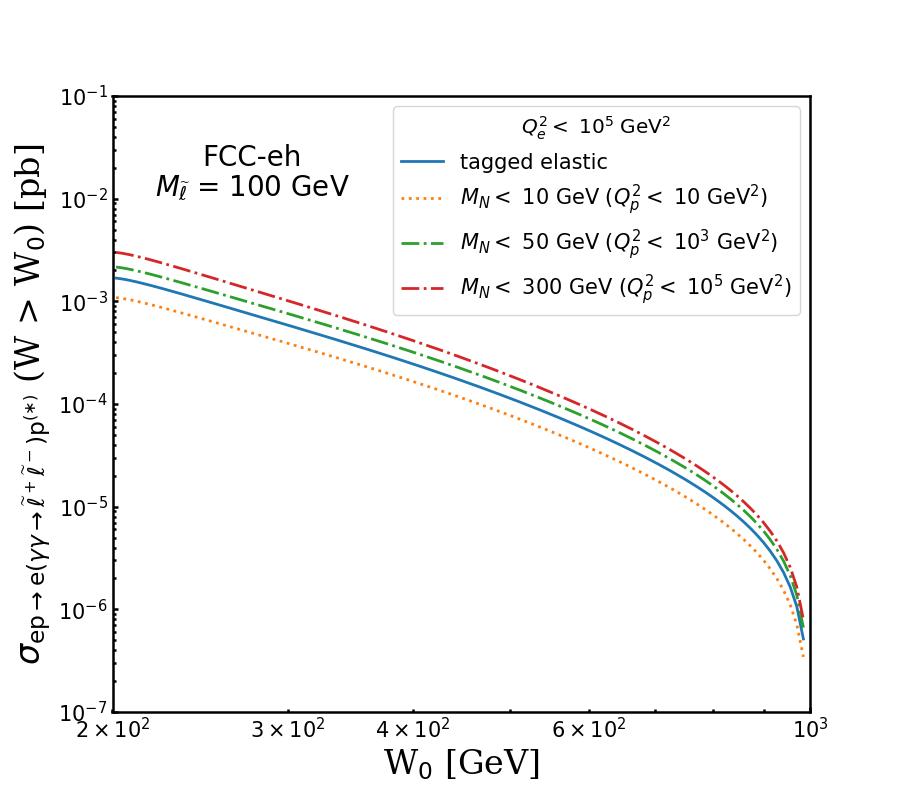 FCC-eh
M_ℓ̃ = 100 GeV
Q_e^2 < 10^5 GeV^2
tagged elastic
M_N < 10 GeV (Q_p^2 < 10 GeV^2)
M_N < 50 GeV (Q_p^2 < 10^3 GeV^2)
M_N < 300 GeV (Q_p^2 < 10^5 GeV^2)
σ_{ep → e(γγ → ℓ̃^+ ℓ̃^-)p^(*)} (W > W_0) [pb]
10^-1
10^-2
10^-3
10^-4
10^-5
10^-6
10^-7
2 × 10^2 3 × 10^2 4 × 10^2 6 × 10^2 10^3
W_0 [GeV]